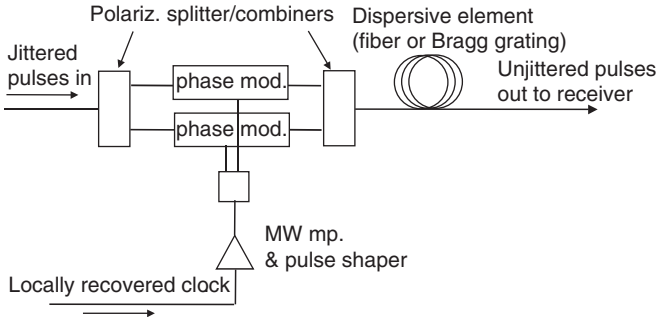 Polariz. splitter/combiners
Dispersive element
(fiber or Bragg grating)
Jittered
pulses in
Unjittered pulses
out to receiver
phase mod.
phase mod.
MW mp.
& pulse shaper
Locally recovered clock